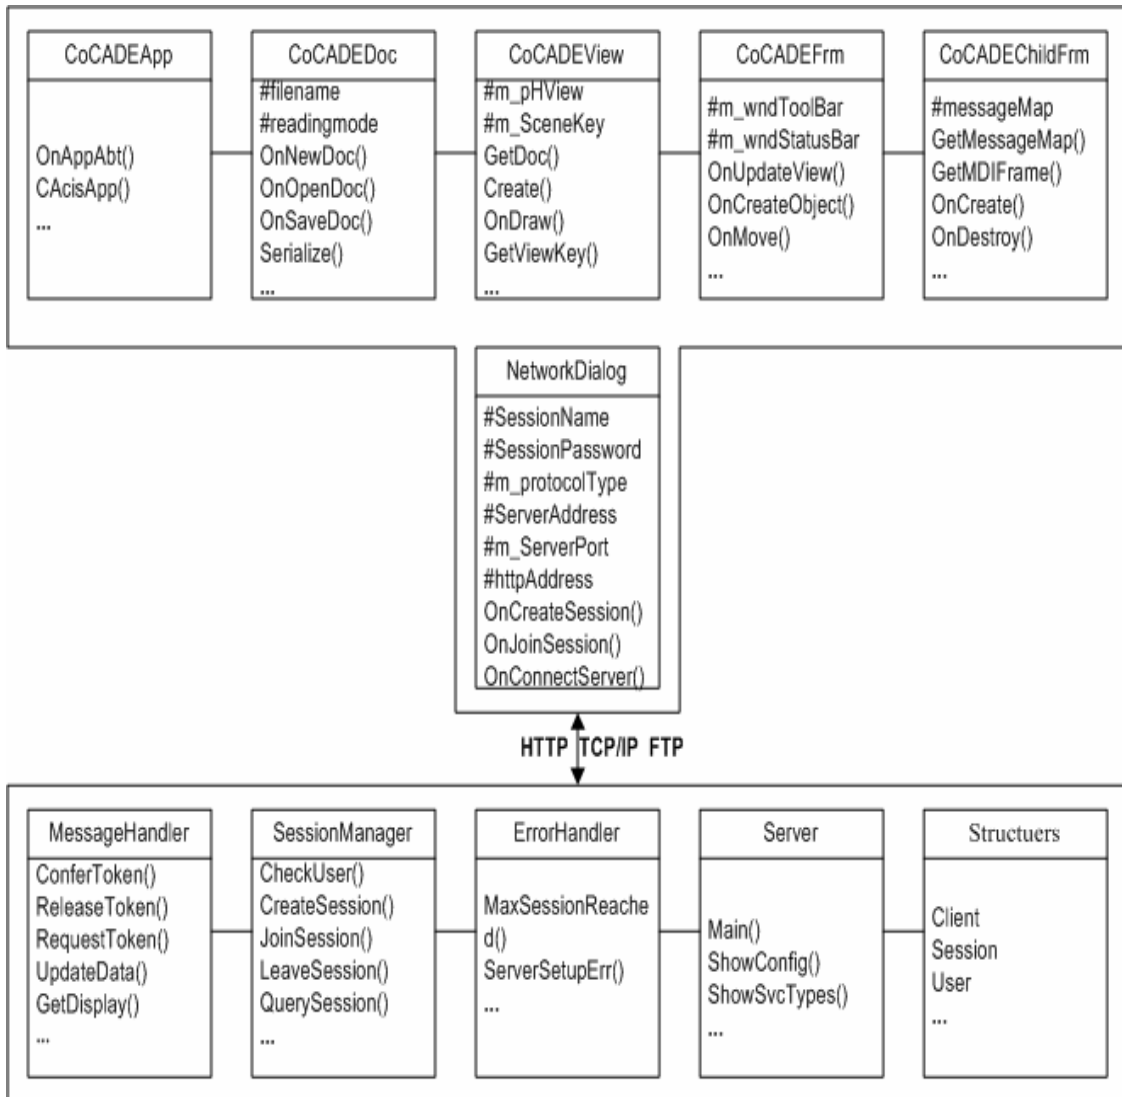 CoCADEApp
OnAppAbt()
CAcisApp()
...
CoCADEDoc
#filename
#readingmode
OnNewDoc()
OnOpenDoc()
OnSaveDoc()
Serialize()
...
CoCADEView
#m_pHView
#m_SceneKey
GetDoc()
Create()
OnDraw()
GetViewKey()
...
CoCADEFrm
#m_wndToolBar
#m_wndStatusBar
OnUpdateView()
OnCreateObject()
OnMove()
...
CoCADEChildFrm
#messageMap
GetMessageMap()
GetMDIFrame()
OnCreate()
OnDestroy()
...
NetworkDialog
#SessionName
#SessionPassword
#m_protocolType
#ServerAddress
#m_ServerPort
#httpAddress
OnCreateSession()
OnJoinSession()
OnConnectServer()
HTTP TCP/IP FTP
MessageHandler
ConferToken()
ReleaseToken()
RequestToken()
UpdateData()
GetDisplay()
...
SessionManager
CheckUser()
CreateSession()
JoinSession()
LeaveSession()
QuerySession()
...
ErrorHandler
MaxSessionReache
d()
ServerSetupErr()
...
Server
Main()
ShowConfig()
ShowSvcTypes()
...
Structuers
Client
Session
User
...